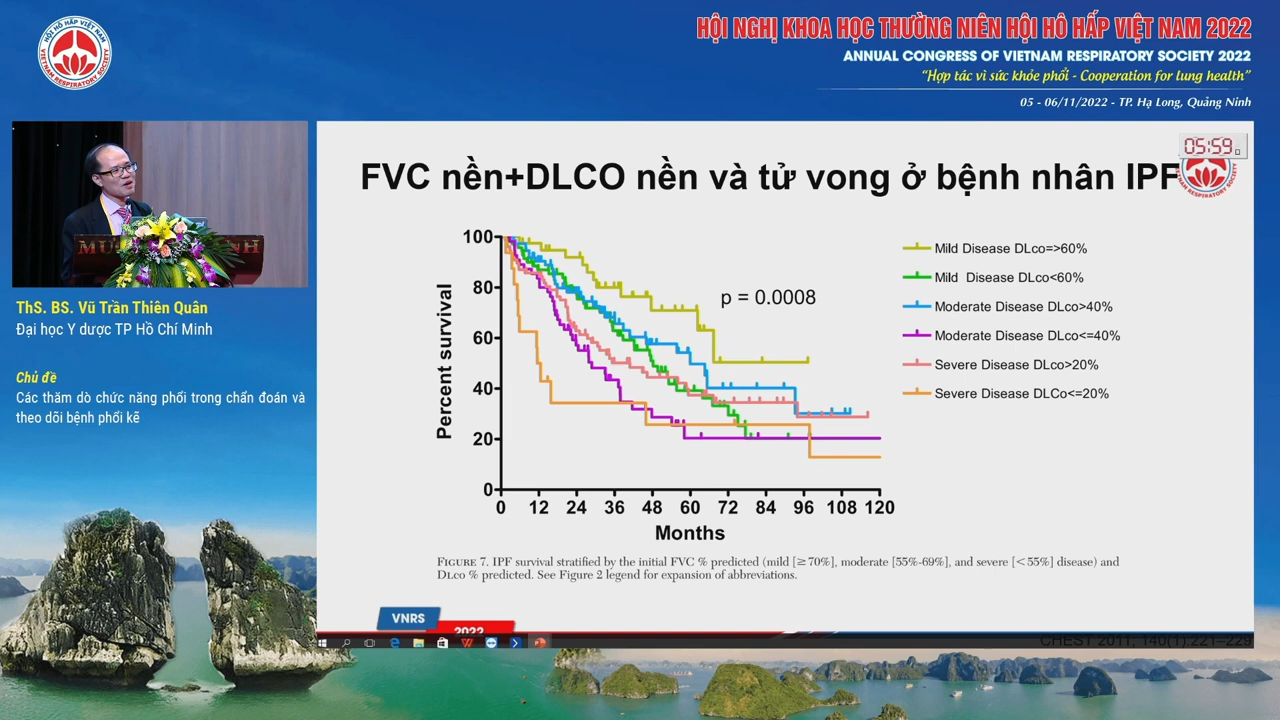 HỘI HÔ HẤP VIỆT NAM
VIETNAM RESPIRATORY SOCIETY
HỘI NGHỊ KHOA HỌC THƯỜNG NIÊN HỘI HÔ HẤP VIỆT NAM 2022
ANNUAL CONGRESS OF VIETNAM RESPIRATORY SOCIETY 2022
“Hợp tác vì sức khỏe phổi - Cooperation for lung health”
05 - 06/11/2022 - TP. Hạ Long, Quảng Ninh
ThS. BS. Vũ Trần Thiên Quân
Đại học Y dược TP Hồ Chí Minh
Chủ đề
Các thăm dò chức năng phổi trong chẩn đoán và
theo dõi bệnh phổi kẽ
05:59
FVC nền+DLCO nền và tử vong ở bệnh nhân IPF
Percent survival
100
80
60
40
20
0
0 12 24 36 48 60 72 84 96 108 120
Months
p = 0.0008
Mild Disease DLco=>60%
Mild Disease DLco<60%
Moderate Disease DLco>40%
Moderate Disease DLco<=40%
Severe Disease DLco>20%
Severe Disease DLCo<=20%
FIGURE 7. IPF survival stratified by the initial FVC % predicted (mild [≥70%], moderate [55%-69%], and severe [<55%] disease) and
DLCO % predicted. See Figure 2 legend for expansion of abbreviations.
VNRS
2022
CHEST 2011; 140(1):221–229